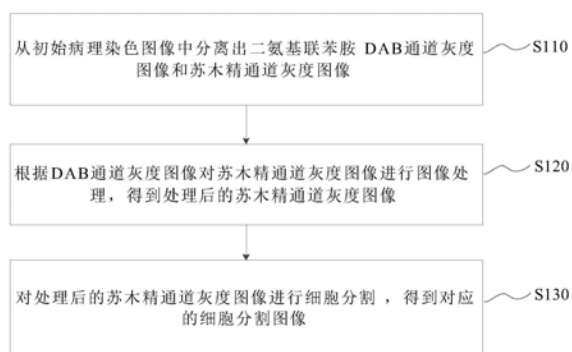 从初始病理染色图像中分离出二氨基联苯胺 DAB通道灰度
图像和苏木精通道灰度图像
S110
根据DAB通道灰度图像对苏木精通道灰度图像进行图像处
理，得到处理后的苏木精通道灰度图像
S120
对处理后的苏木精通道灰度图像进行细胞分割 ，得到对应
的细胞分割图像
S130